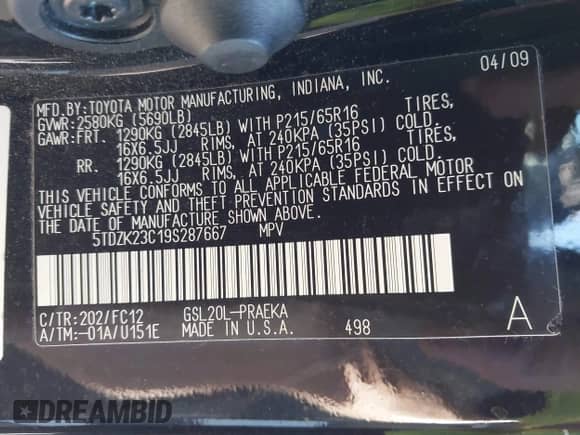 04/09
MFD.BY:TOYOTA MOTOR MANUFACTURING, INDIANA, INC.
GVWR:2580KG (5690LB)
GAWR:FRT. 1290KG (2845LB) WITH P215/65R16 TIRES,
16X6.5JJ RIMS, AT 240KPA (35PSI) COLD.
RR. 1290KG (2845LB) WITH P215/65R16 TIRES,
16X6.5JJ RIMS, AT 240KPA (35PSI) COLD.
THIS VEHICLE CONFORMS TO ALL APPLICABLE FEDERAL MOTOR
VEHICLE SAFETY AND THEFT PREVENTION STANDARDS IN EFFECT ON
THE DATE OF MANUFACTURE SHOWN ABOVE.
5TDZK23C19S287667 MPV
C/TR:202/FC12 GSL20L-PRAEKA
A/TM:-01A/U151E MADE IN U.S.A. 498 A
DREAMBID